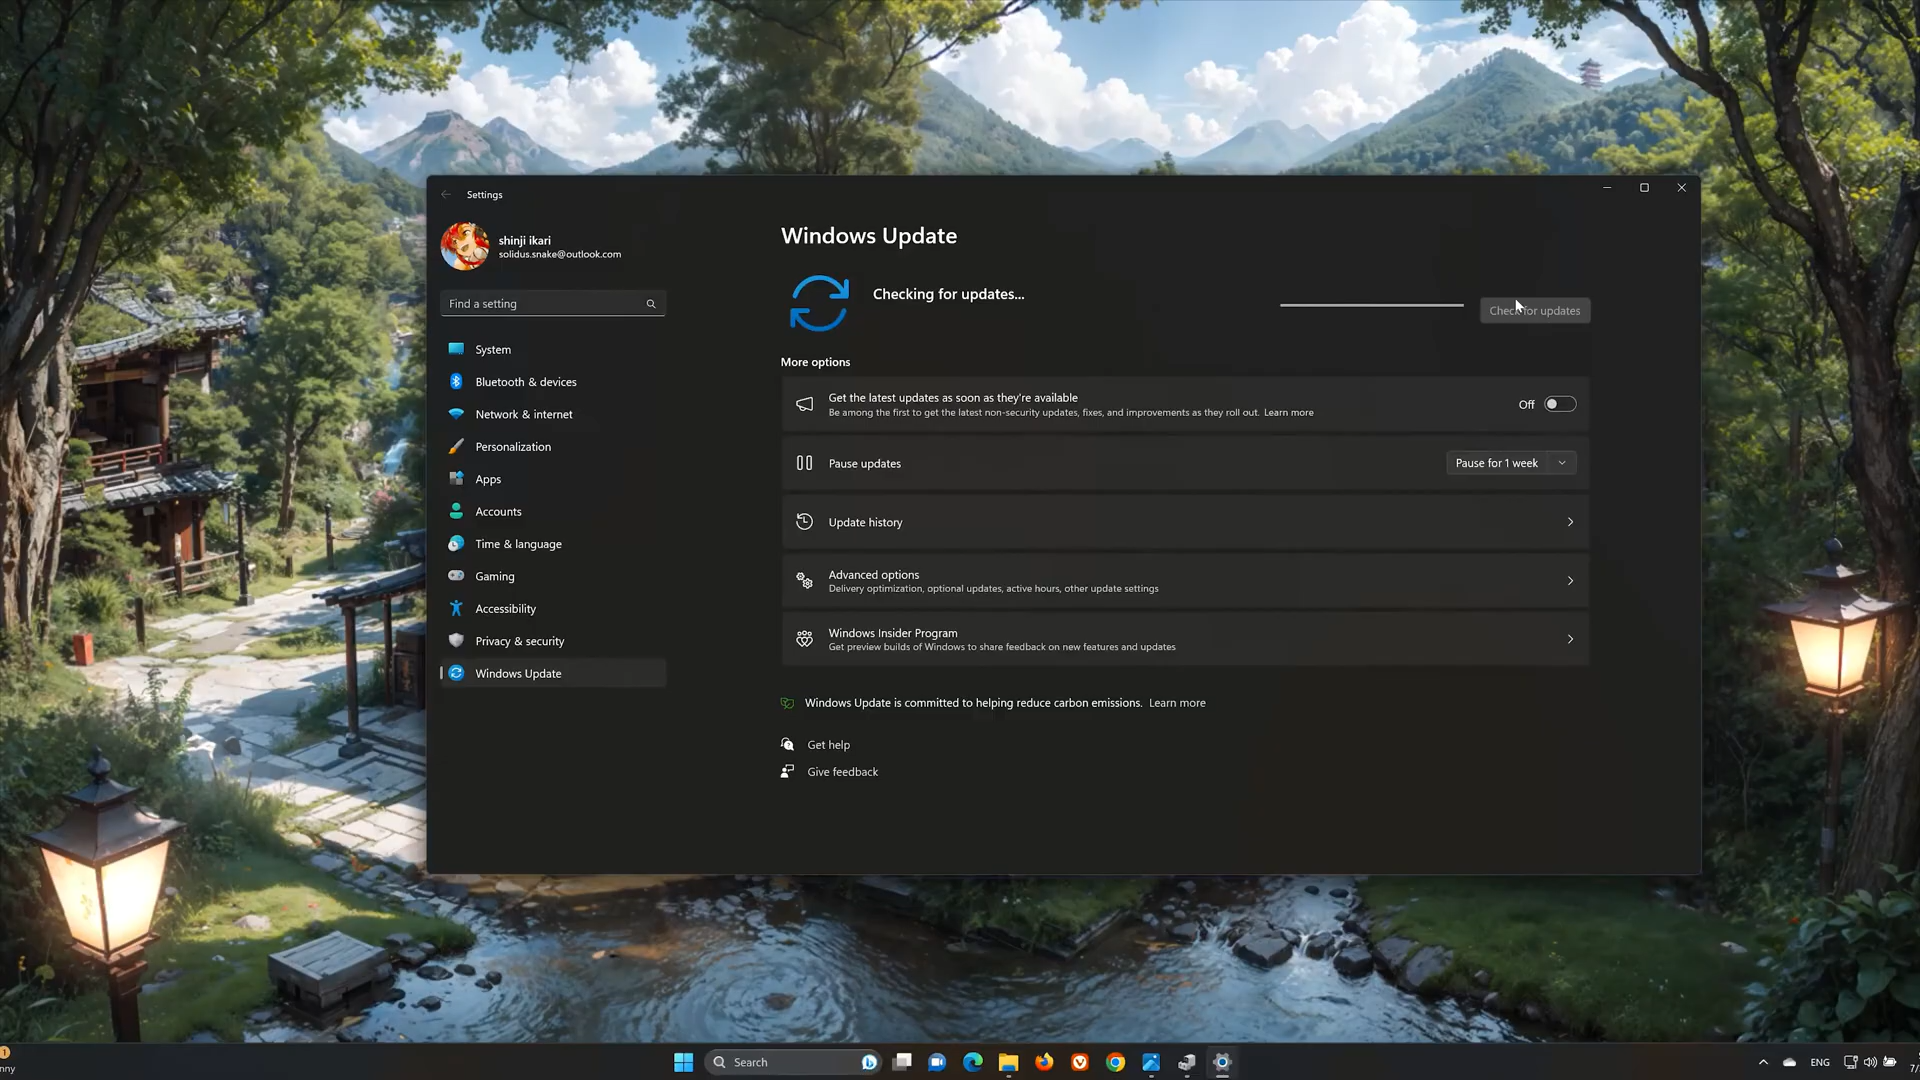 Settings
shinji ikari
solidus.snake@outlook.com
Find a setting
System
Bluetooth & devices
Network & internet
Personalization
Apps
Accounts
Time & language
Gaming
Accessibility
Privacy & security
Windows Update
Windows Update
Checking for updates...
Check for updates
More options
Get the latest updates as soon as they're available
Be among the first to get the latest non-security updates, fixes, and improvements as they roll out. Learn more
Off
Pause updates
Pause for 1 week
Update history
Advanced options
Delivery optimization, optional updates, active hours, other update settings
Windows Insider Program
Get preview builds of Windows to share feedback on new features and updates
Windows Update is committed to helping reduce carbon emissions. Learn more
Get help
Give feedback
1
nny
Search
ENG
7/